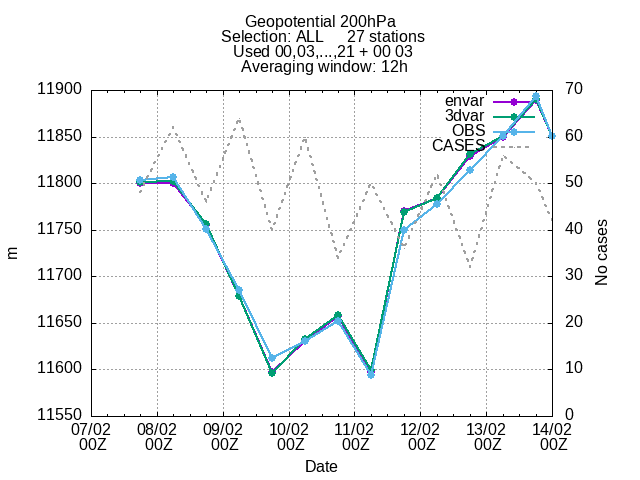 Geopotential 200hPa
Selection: ALL     27 stations
Used 00,03,...,21 + 00 03
Averaging window: 12h
11900
11850
11800
11750
11700
11650
11600
11550
m
envar
3dvar
OBS
CASES
70
60
50
40
30
20
10
0
No cases
07/02 08/02 09/02 10/02 11/02 12/02 13/02 14/02
00Z 00Z 00Z 00Z 00Z 00Z 00Z 00Z
Date